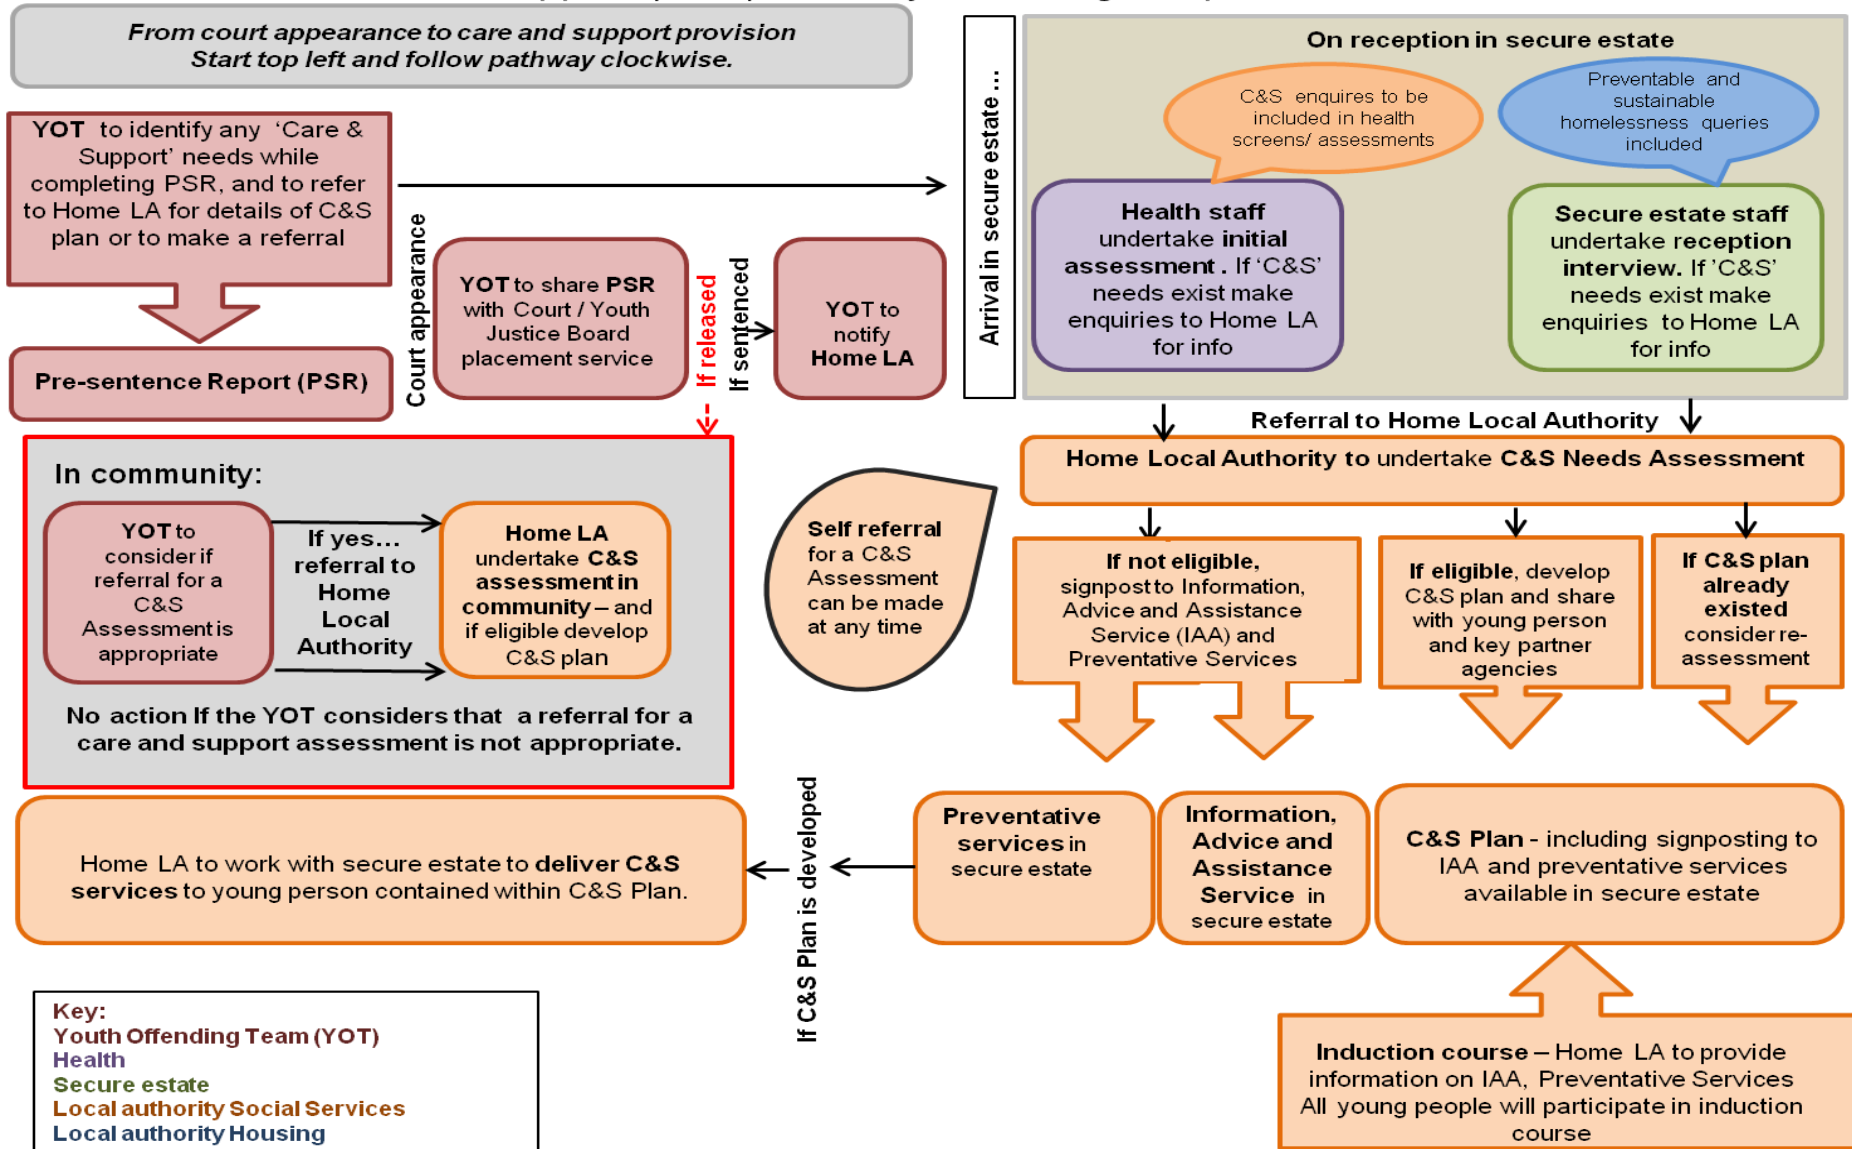 From court appearance to care and support provision
Start top left and follow pathway clockwise.
YOT to identify any ‘Care &
Support’ needs while
completing PSR, and to refer
to Home LA for details of C&S
plan or to make a referral
Pre-sentence Report (PSR)
Court appearance
YOT to share PSR
with Court / Youth
Justice Board
placement service
If released
If sentenced
YOT to
notify
Home LA
Arrival in secure estate ...
On reception in secure estate
C&S enquires to be
included in health
screens/ assessments
Preventable and
sustainable
homelessness queries
included
Health staff
undertake initial
assessment . If ‘C&S’
needs exist make
enquiries to Home LA
for info
Secure estate staff
undertake reception
interview. If ’C&S’
needs exist make
enquiries to Home LA
for info
Referral to Home Local Authority
Home Local Authority to undertake C&S Needs Assessment
If not eligible,
signpost to Information,
Advice and Assistance
Service (IAA) and
Preventative Services
If eligible, develop
C&S plan and share
with young person
and key partner
agencies
If C&S plan
already
existed
consider re-
assessment
Self referral
for a C&S
Assessment
can be made
at any time
In community:
YOT to
consider if
referral for a
C&S
Assessment is
appropriate
If yes…
referral to
Home
Local
Authority
Home LA
undertake C&S
assessment in
community – and
if eligible develop
C&S plan
No action If the YOT considers that a referral for a
care and support assessment is not appropriate.
Preventative
services in
secure estate
Information,
Advice and
Assistance
Service in
secure estate
C&S Plan - including signposting to
IAA and preventative services
available in secure estate
If C&S Plan is developed
Home LA to work with secure estate to deliver C&S
services to young person contained within C&S Plan.
Induction course – Home LA to provide
information on IAA, Preventative Services
All young people will participate in induction
course
Key:
Youth Offending Team (YOT)
Health
Secure estate
Local authority Social Services
Local authority Housing